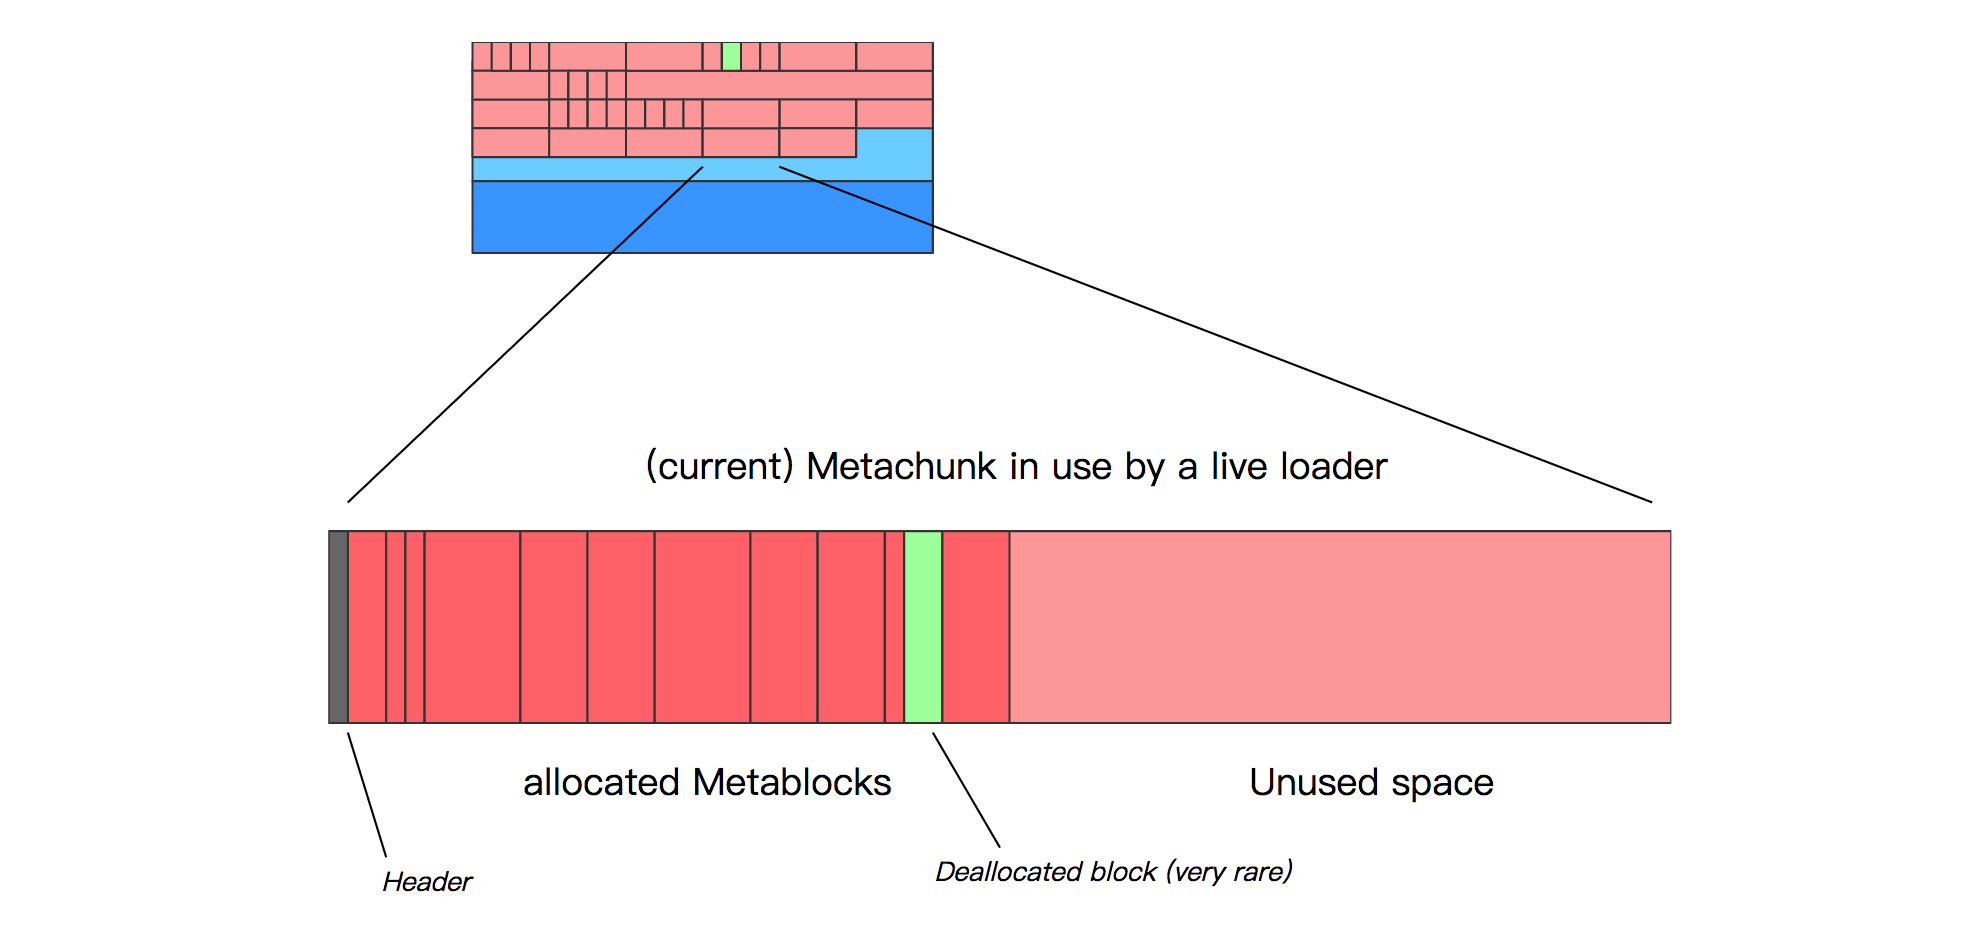 (current) Metachunk in use by a live loader
allocated Metablocks
Unused space
Header
Deallocated block (very rare)